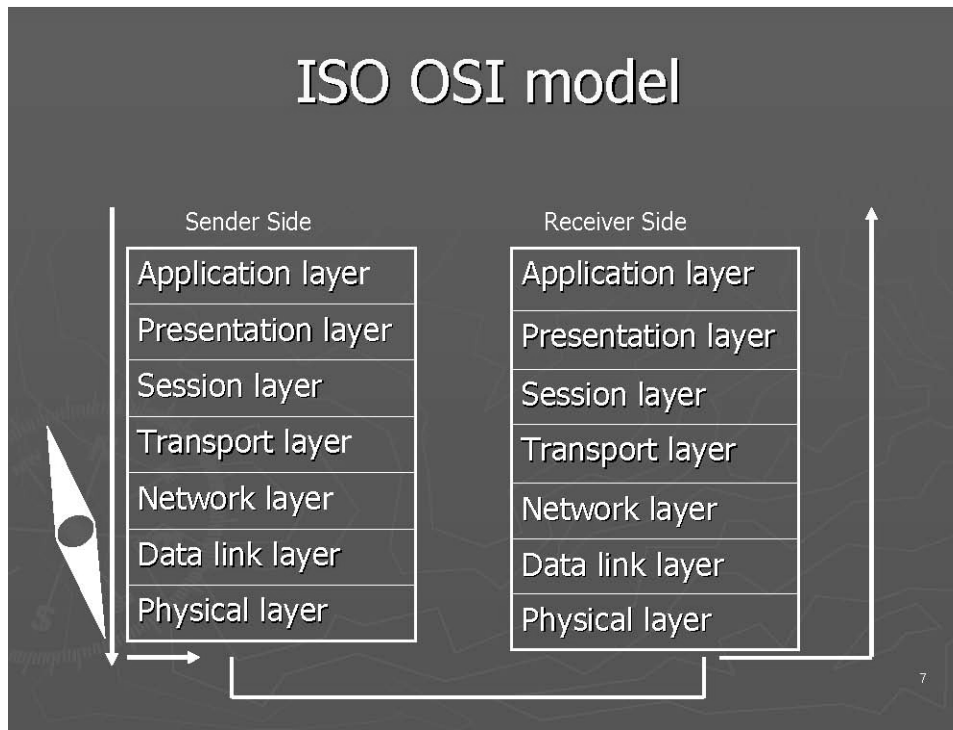 ISO OSI model
Sender Side
Application layer
Presentation layer
Session layer
Transport layer
Network layer
Data link layer
Physical layer
Receiver Side
Application layer
Presentation layer
Session layer
Transport layer
Network layer
Data link layer
Physical layer
S
7